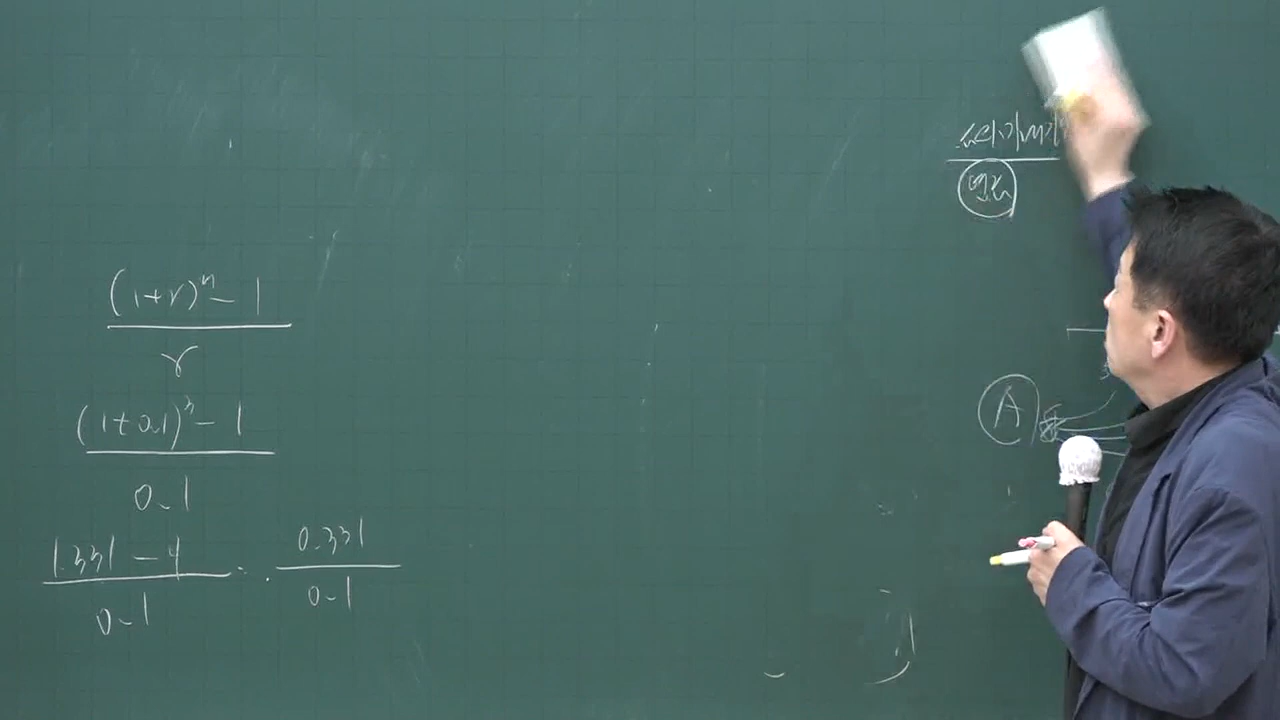 (1+r)ⁿ - 1
r
(1+0.1)³ - 1
0.1
1.331 - 1
0.1
=
0.331
0.1
A